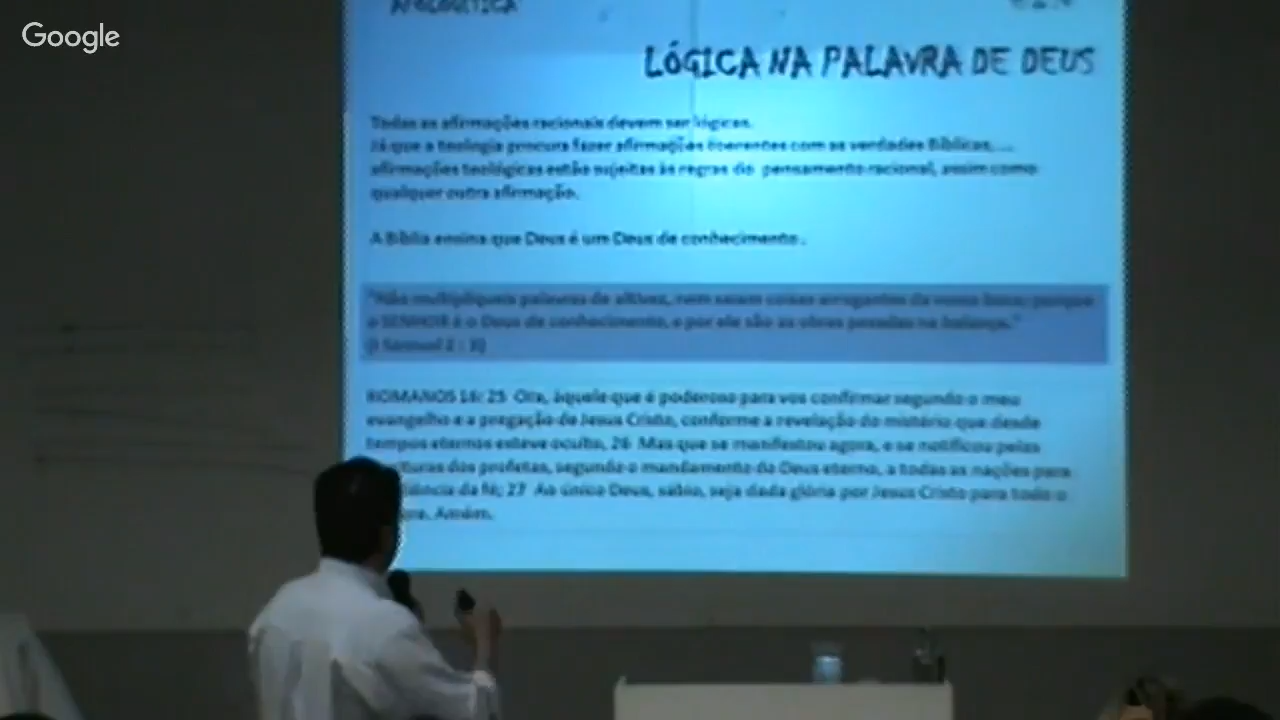 Google
APOLOGÉTICA
LÓGICA NA PALAVRA DE DEUS
Todas as afirmações racionais devem ser lógicas.
Já que a teologia procura fazer afirmações coerentes com as verdades Bíblicas,...
afirmações teológicas estão sujeitas às regras do pensamento racional, assim como
qualquer outra afirmação.
A Bíblia ensina que Deus é um Deus de conhecimento.
"Não multipliqueis palavras de altivez, nem saiam coisas arrogantes da vossa boca; porque
o SENHOR é o Deus de conhecimento, e por ele são as obras pesadas na balança."
(I Samuel 2 : 3)
ROMANOS 16: 25 Ora, àquele que é poderoso para vos confirmar segundo o meu
evangelho e a pregação de Jesus Cristo, conforme a revelação do mistério que desde
tempos eternos esteve oculto, 26 Mas que se manifestou agora, e se notificou pelas
dos profetas, segundo o mandamento do Deus eterno, a todas as nações para
da fé; 27 Ao único Deus, sábio, seja dada glória por Jesus Cristo para todo o
Amém.